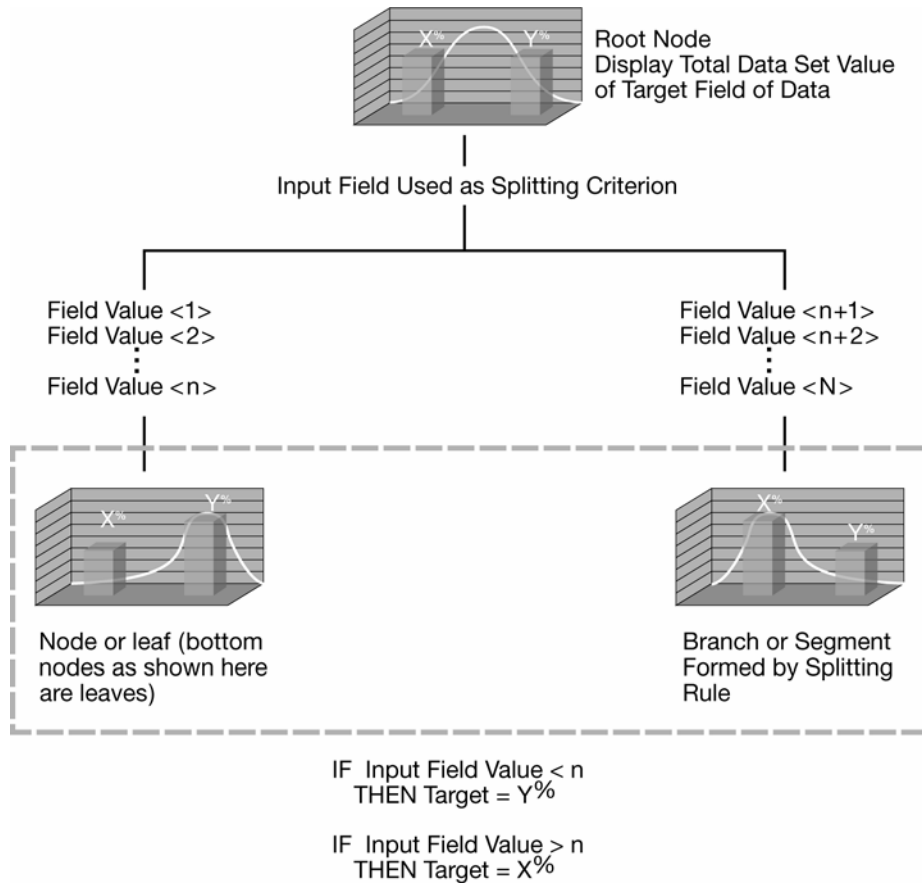 X% Y%
Root Node
Display Total Data Set Value
of Target Field of Data
Input Field Used as Splitting Criterion
Field Value <1>
Field Value <2>
Field Value <n>
Field Value <n+1>
Field Value <n+2>
Field Value <N>
X% Y%
Node or leaf (bottom
nodes as shown here
are leaves)
X% Y%
Branch or Segment
Formed by Splitting
Rule
IF Input Field Value < n
THEN Target = Y%
IF Input Field Value > n
THEN Target = X%